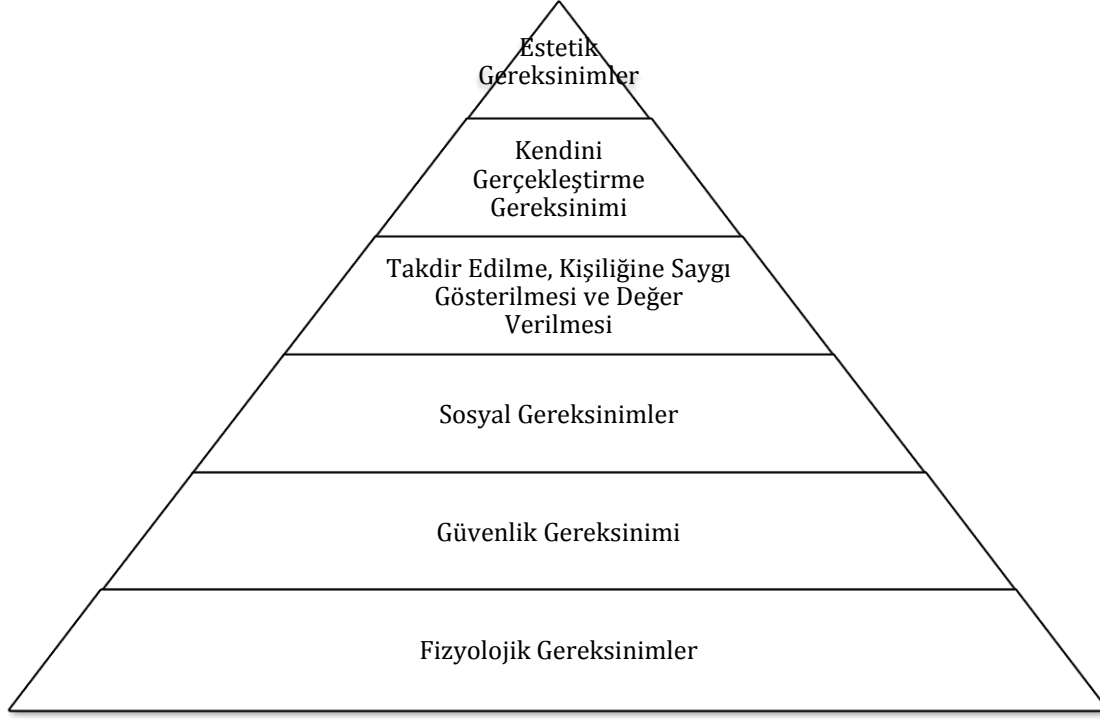 Estetik
Gereksinimler
Kendini
Gerçekleştirme
Gereksinimi
Takdir Edilme, Kişiliğine Saygı
Gösterilmesi ve Değer
Verilmesi
Sosyal Gereksinimler
Güvenlik Gereksinimi
Fizyolojik Gereksinimler